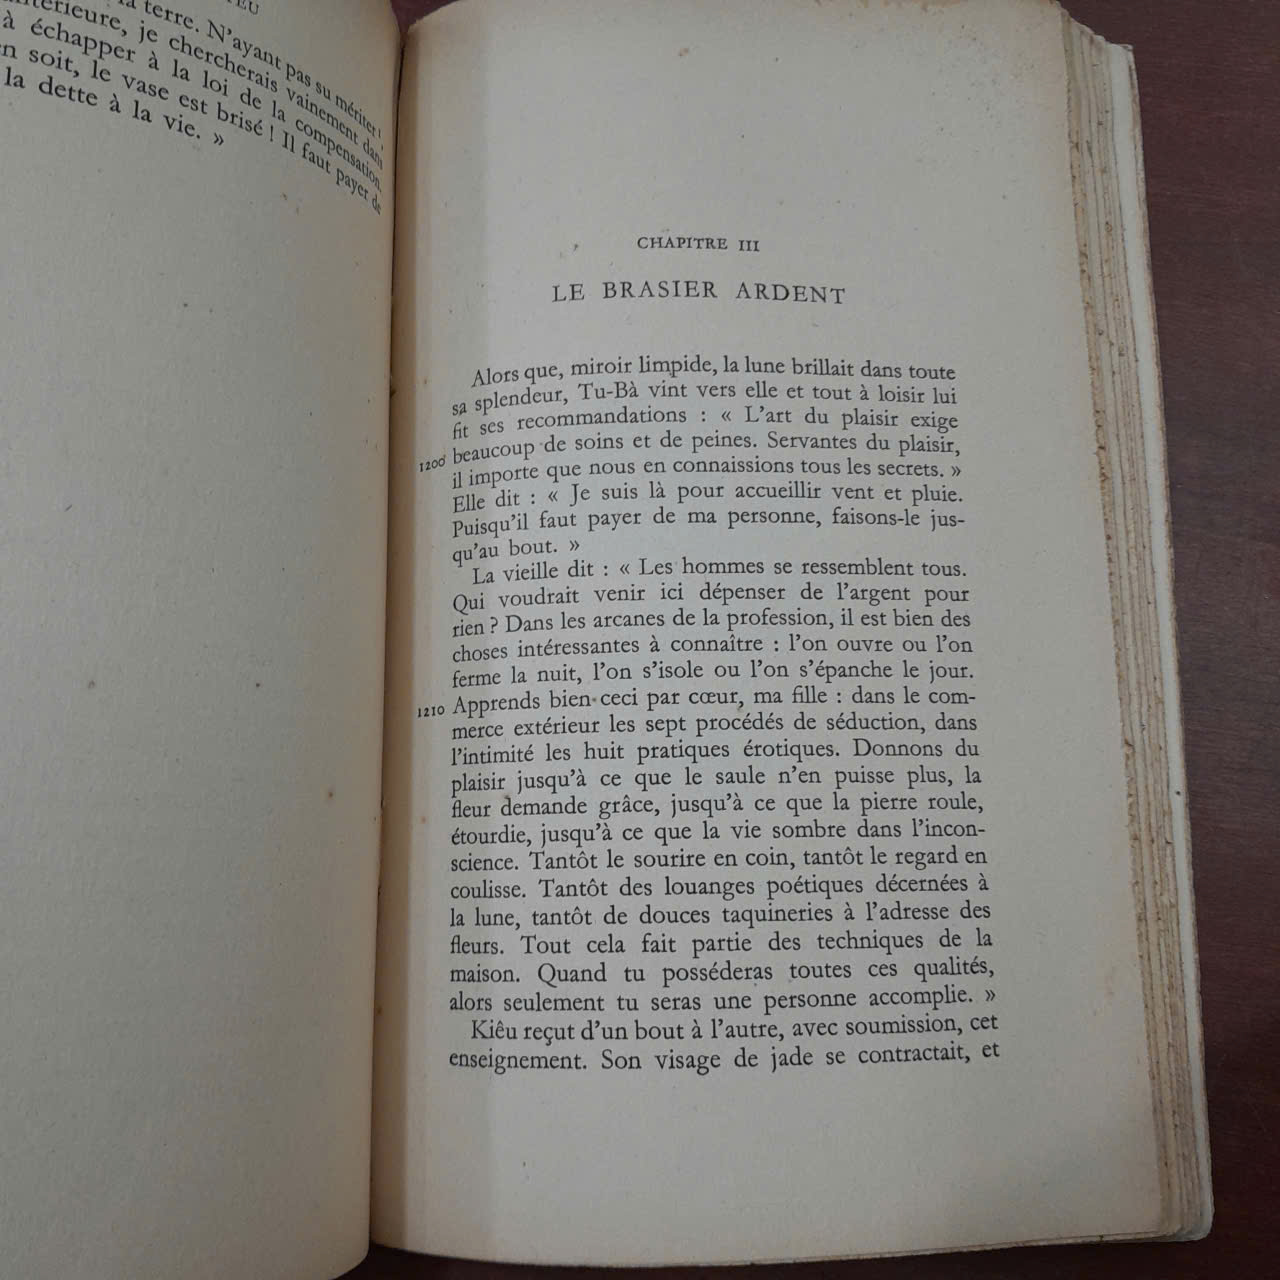 TEU
la terre. N'ayant pas su mériter
antérieure, je chercherais vainement dans
à échapper à la loi de la compensation.
en soit, le vase est brisé ! Il faut payer de
la dette à la vie. »
CHAPITRE III
LE BRASIER ARDENT
Alors que, miroir limpide, la lune brillait dans toute
sa splendeur, Tu-Bà vint vers elle et tout à loisir lui
fit ses recommandations : « L'art du plaisir exige
1200 beaucoup de soins et de peines. Servantes du plaisir,
il importe que nous en connaissions tous les secrets. »
Elle dit : « Je suis là pour accueillir vent et pluie.
Puisqu'il faut payer de ma personne, faisons-le jus-
qu'au bout. »
La vieille dit : « Les hommes se ressemblent tous.
Qui voudrait venir ici dépenser de l'argent pour
rien ? Dans les arcanes de la profession, il est bien des
choses intéressantes à connaître : l'on ouvre ou l'on
ferme la nuit, l'on s'isole ou l'on s'épanche le jour.
1210 Apprends bien ceci par cœur, ma fille : dans le com-
merce extérieur les sept procédés de séduction, dans
l'intimité les huit pratiques érotiques. Donnons du
plaisir jusqu'à ce que le saule n'en puisse plus, la
fleur demande grâce, jusqu'à ce que la pierre roule,
étourdie, jusqu'à ce que la vie sombre dans l'incon-
science. Tantôt le sourire en coin, tantôt le regard en
coulisse. Tantôt des louanges poétiques décernées à
la lune, tantôt de douces taquineries à l'adresse des
fleurs. Tout cela fait partie des techniques de la
maison. Quand tu posséderas toutes ces qualités,
alors seulement tu seras une personne accomplie. »
Kiêu reçut d'un bout à l'autre, avec soumission, cet
enseignement. Son visage de jade se contractait, et